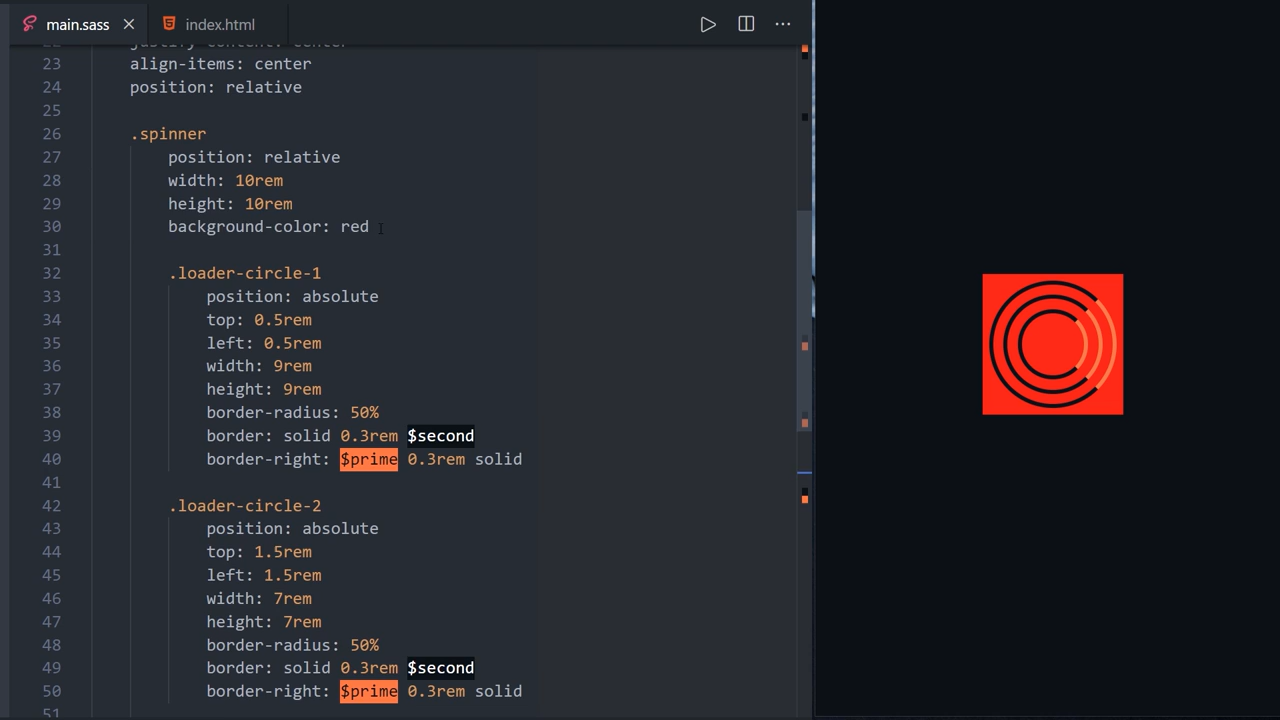 main.sass
index.html
justify-content: center
23 align-items: center
24 position: relative
25
26 .spinner
27 position: relative
28 width: 10rem
29 height: 10rem
30 background-color: red
31
32 .loader-circle-1
33 position: absolute
34 top: 0.5rem
35 left: 0.5rem
36 width: 9rem
37 height: 9rem
38 border-radius: 50%
39 border: solid 0.3rem $second
40 border-right: $prime 0.3rem solid
41
42 .loader-circle-2
43 position: absolute
44 top: 1.5rem
45 left: 1.5rem
46 width: 7rem
47 height: 7rem
48 border-radius: 50%
49 border: solid 0.3rem $second
50 border-right: $prime 0.3rem solid
51